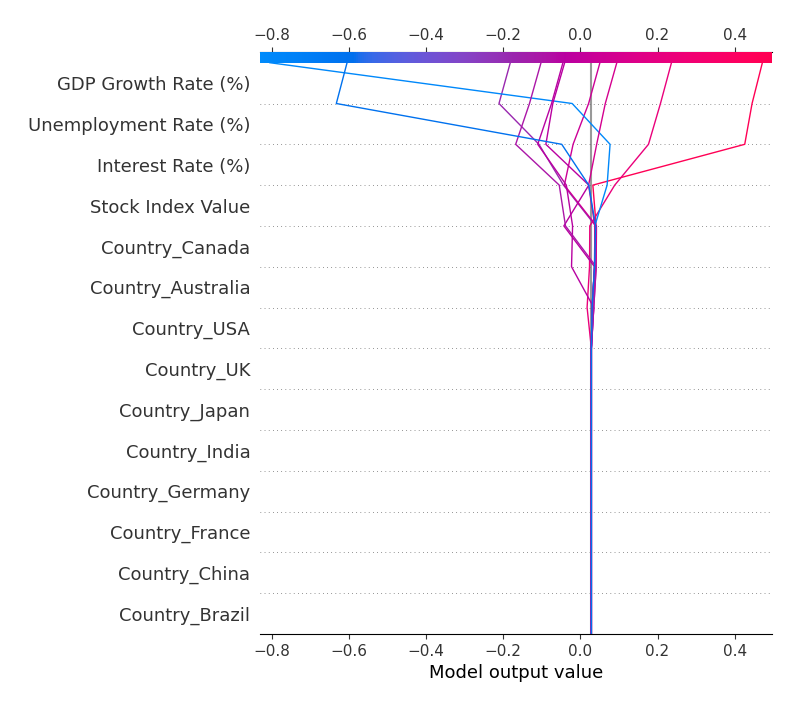 −0.8 −0.6 −0.4 −0.2 0.0 0.2 0.4
GDP Growth Rate (%)
Unemployment Rate (%)
Interest Rate (%)
Stock Index Value
Country_Canada
Country_Australia
Country_USA
Country_UK
Country_Japan
Country_India
Country_Germany
Country_France
Country_China
Country_Brazil
−0.8 −0.6 −0.4 −0.2 0.0 0.2 0.4
Model output value